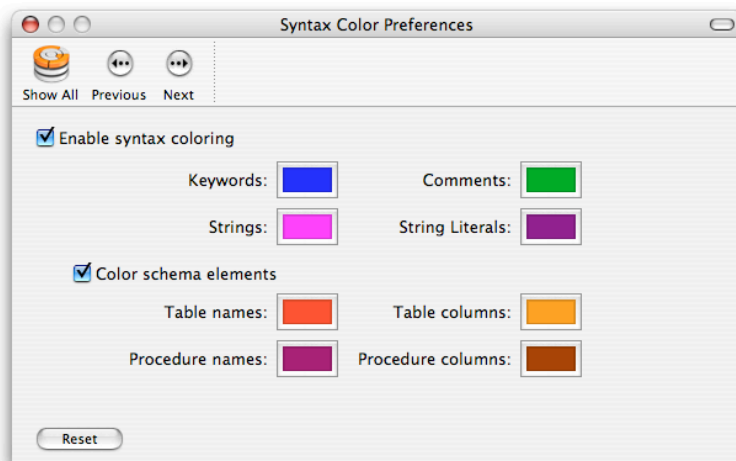 Syntax Color Preferences
Show All Previous Next
Enable syntax coloring
Keywords: Comments:
Strings: String Literals:
Color schema elements
Table names: Table columns:
Procedure names: Procedure columns:
Reset